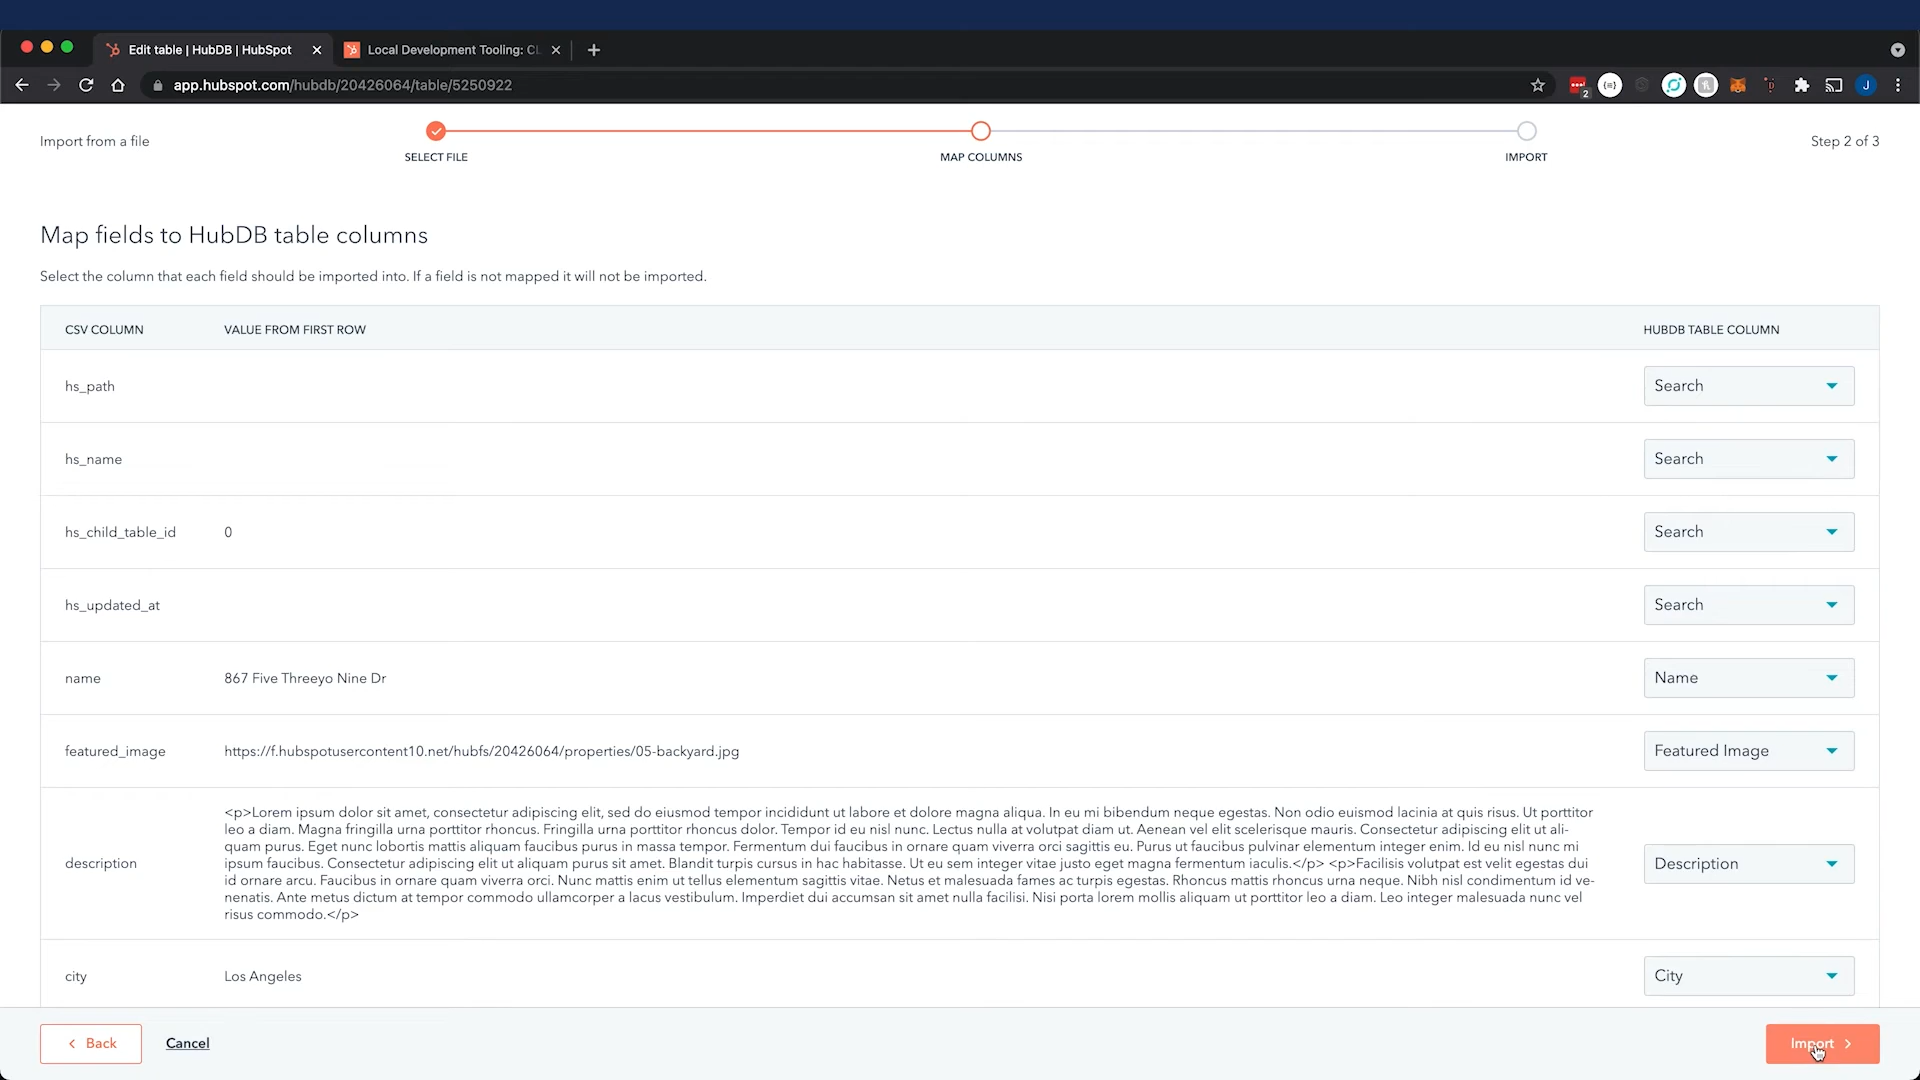 Edit table | HubDB | HubSpot
Local Development Tooling: CL
app.hubspot.com/hubdb/20426064/table/5250922
2
J
Import from a file
SELECT FILE
MAP COLUMNS
IMPORT
Step 2 of 3
Map fields to HubDB table columns
Select the column that each field should be imported into. If a field is not mapped it will not be imported.
CSV COLUMN VALUE FROM FIRST ROW HUBDB TABLE COLUMN
hs_path Search
hs_name Search
hs_child_table_id 0 Search
hs_updated_at Search
name 867 Five Threeyo Nine Dr Name
featured_image https://f.hubspotusercontent10.net/hubfs/20426064/properties/05-backyard.jpg Featured Image
<p>Lorem ipsum dolor sit amet, consectetur adipiscing elit, sed do eiusmod tempor incididunt ut labore et dolore magna aliqua. In eu mi bibendum neque egestas. Non odio euismod lacinia at quis risus. Ut porttitor
leo a diam. Magna fringilla urna porttitor rhoncus. Fringilla urna porttitor rhoncus dolor. Tempor id eu nisl nunc. Lectus nulla at volutpat diam ut. Aenean vel elit scelerisque mauris. Consectetur adipiscing elit ut ali-
quam purus. Eget nunc lobortis mattis aliquam faucibus purus in massa tempor. Fermentum dui faucibus in ornare quam viverra orci sagittis eu. Purus ut faucibus pulvinar elementum integer enim. Id eu nisl nunc mi
description ipsum faucibus. Consectetur adipiscing elit ut aliquam purus sit amet. Blandit turpis cursus in hac habitasse. Ut eu sem integer vitae justo eget magna fermentum iaculis.</p> <p>Facilisis volutpat est velit egestas dui Description
id ornare arcu. Faucibus in ornare quam viverra orci. Nunc mattis enim ut tellus elementum sagittis vitae. Netus et malesuada fames ac turpis egestas. Rhoncus mattis rhoncus urna neque. Nibh nisl condimentum id ve-
nenatis. Ante metus dictum at tempor commodo ullamcorper a lacus vestibulum. Imperdiet dui accumsan sit amet nulla facilisi. Nisi porta lorem mollis aliquam ut porttitor leo a diam. Leo integer malesuada nunc vel
risus commodo.</p>
city Los Angeles City
Back
Cancel
Import